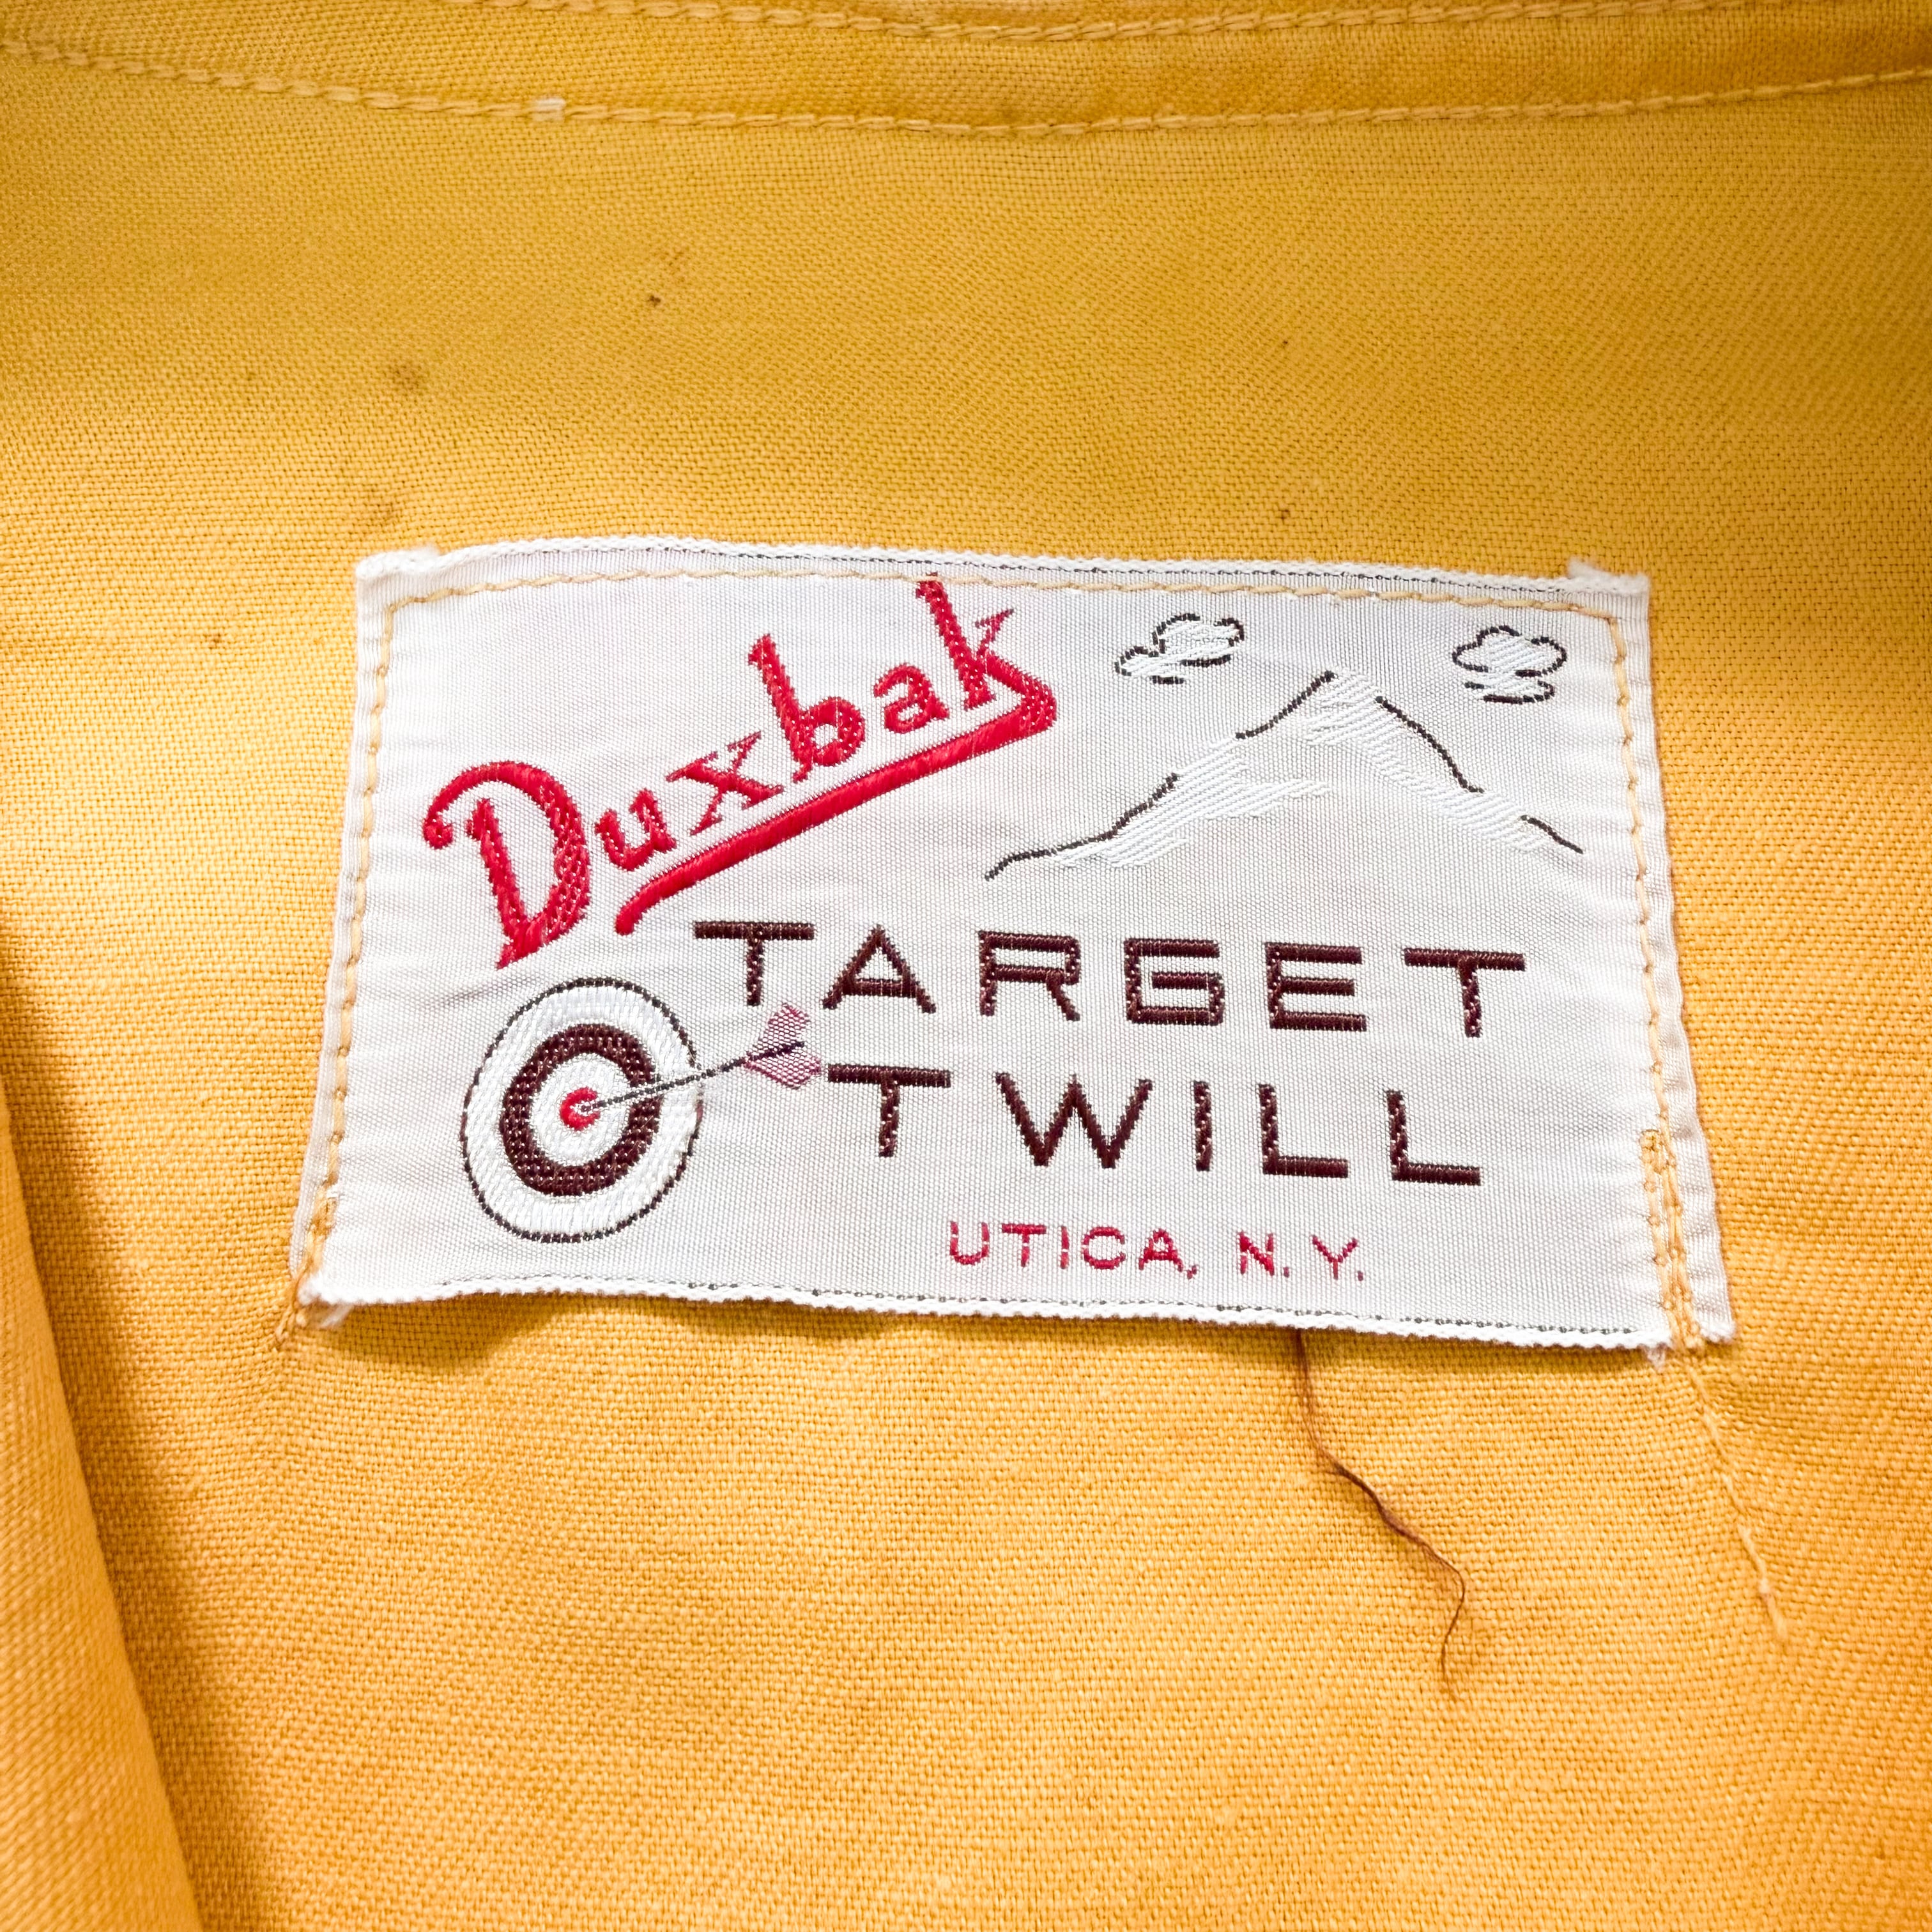 Duxbak
TARGET
TWILL
UTICA, N.Y.